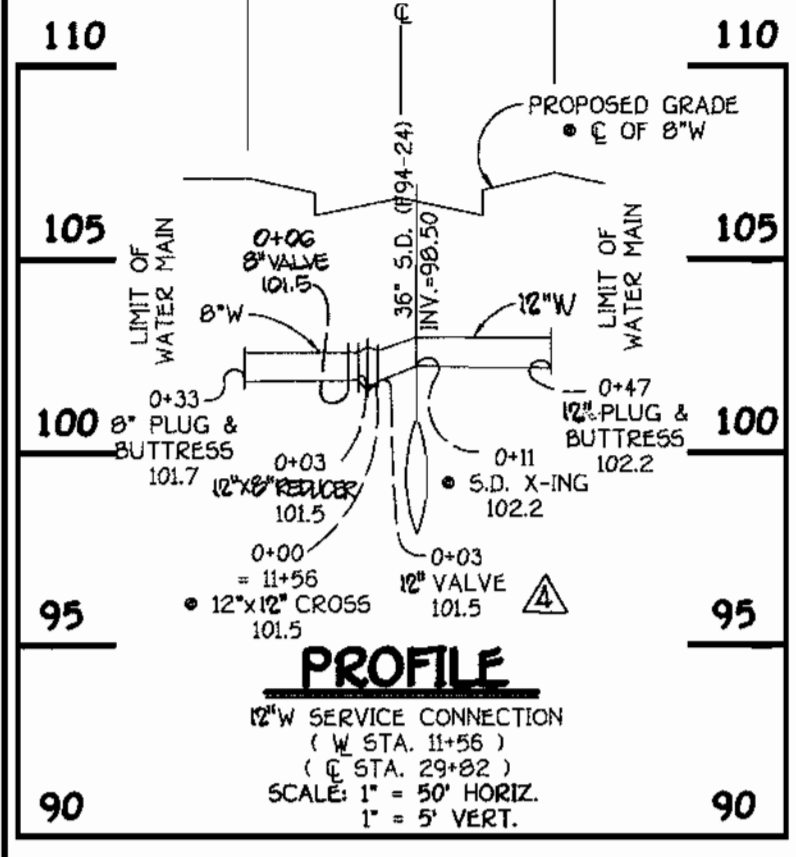 110
110
℄
PROPOSED GRADE
@ ℄ OF 8"W
36" S.D. (F94-24)
INV.=98.50
105
105
LIMIT OF
WATER MAIN
0+06
8" VALVE
101.5
8"W
12"W
LIMIT OF
WATER MAIN
100
100
0+33
8" PLUG &
BUTTRESS
101.7
0+47
12" PLUG &
BUTTRESS
102.2
0+03
12"X8" REDUCER
101.5
0+11
@ S.D. X-ING
102.2
0+00
= 11+56
@ 12"x12" CROSS
101.5
0+03
12" VALVE
101.5
4
95
95
PROFILE
12"W SERVICE CONNECTION
( W STA. 11+56 )
( ℄ STA. 29+82 )
SCALE: 1" = 50' HORIZ.
1" = 5' VERT.
90
90